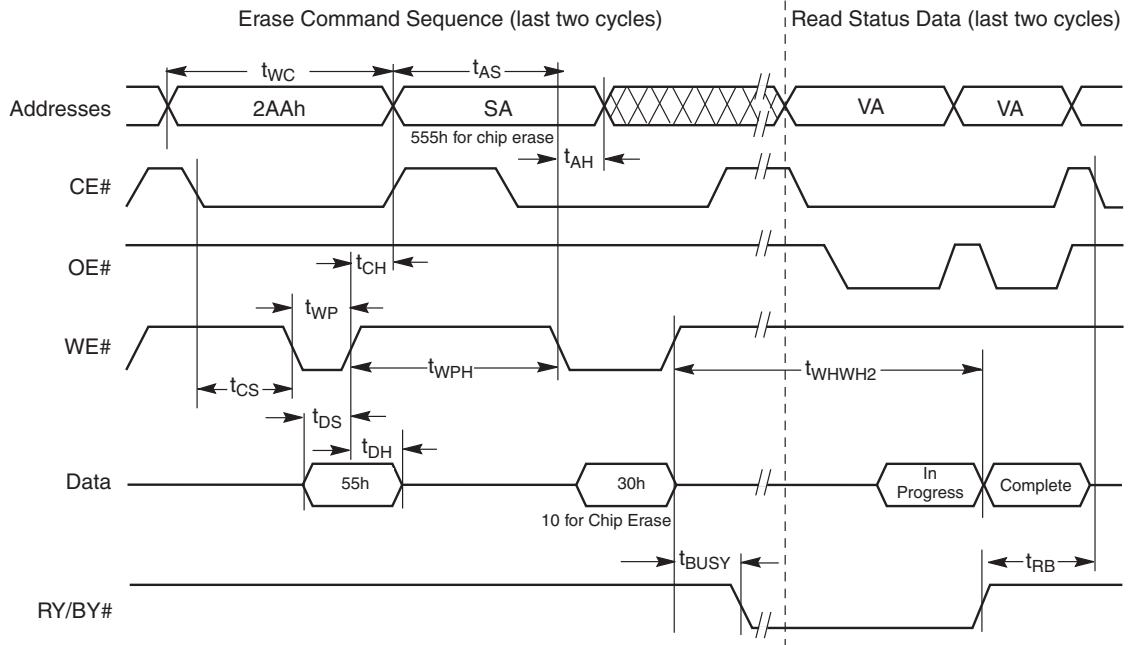 Erase Command Sequence (last two cycles)
Read Status Data (last two cycles)
tWC
tAS
Addresses
2AAh
SA
VA
VA
555h for chip erase
tAH
CE#
OE#
tCH
tWP
WE#
tWPH
tWHWH2
tCS
tDS
tDH
Data
55h
30h
In
Progress
Complete
10 for Chip Erase
tBUSY
tRB
RY/BY#